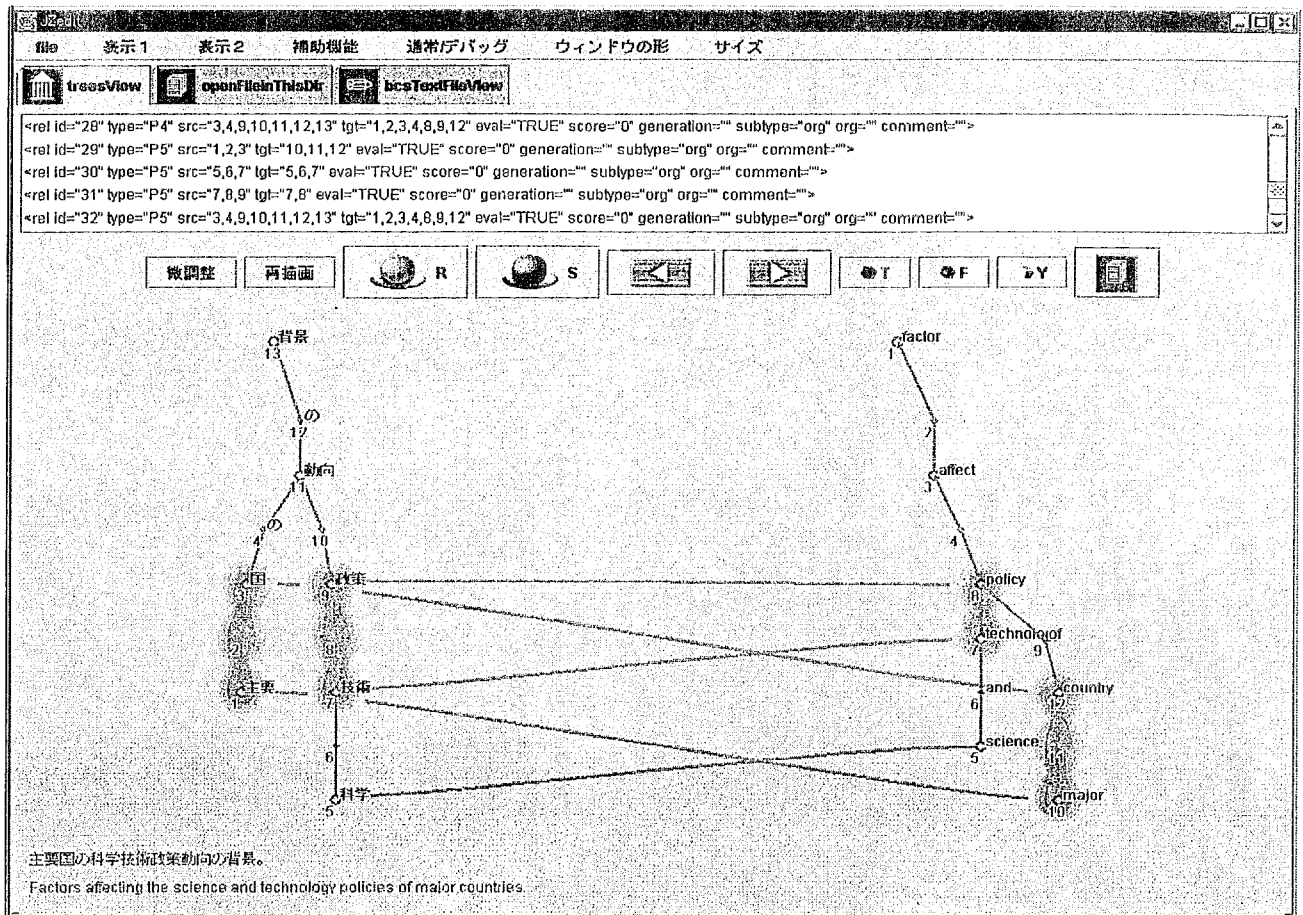 JZedit
file 表示1 表示2 補助機能 通常/デバッグ ウィンドウの形 サイズ
treesView openFileinThisDir bcsTextFileView
<rel id="28" type="P4" src="3,4,9,10,11,12,13" tgt="1,2,3,4,8,9,12" eval="TRUE" score="0" generation="" subtype="org" org="" comment="">
<rel id="29" type="P5" src="1,2,3" tgt="10,11,12" eval="TRUE" score="0" generation="" subtype="org" org="" comment="">
<rel id="30" type="P5" src="5,6,7" tgt="5,6,7" eval="TRUE" score="0" generation="" subtype="org" org="" comment="">
<rel id="31" type="P5" src="7,8,9" tgt="7,8" eval="TRUE" score="0" generation="" subtype="org" org="" comment="">
<rel id="32" type="P5" src="3,4,9,10,11,12,13" tgt="1,2,3,4,8,9,12" eval="TRUE" score="0" generation="" subtype="org" org="" comment="">
微調整 再描画 R S T F Y
背景 factor
13 1
の
12 2
動向 affect
11 3
の
4 10 4
国 政策 policy
3 9 8
technolo of
2 8 7 9
主要 技術 and country
1 7 6 12
science
6 5 11
科学 major
5 10
主要国の科学技術政策動向の背景。
Factors affecting the science and technology policies of major countries.